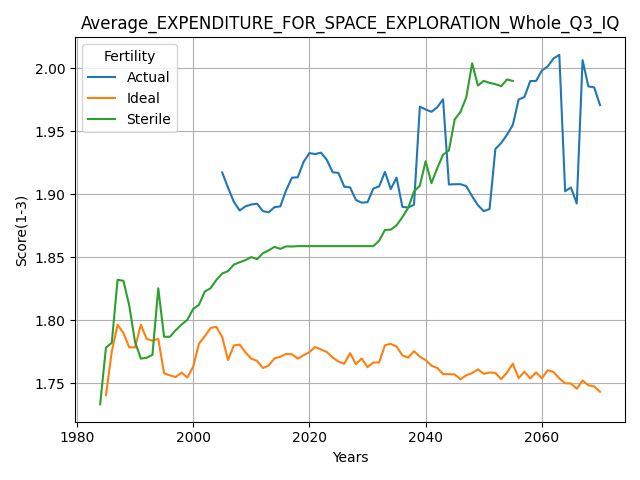 Average_EXPENDITURE_FOR_SPACE_EXPLORATION_Whole_Q3_IQ
Fertility
Actual
Ideal
Sterile
Score(1-3)
2.00
1.95
1.90
1.85
1.80
1.75
1980 2000 2020 2040 2060
Years